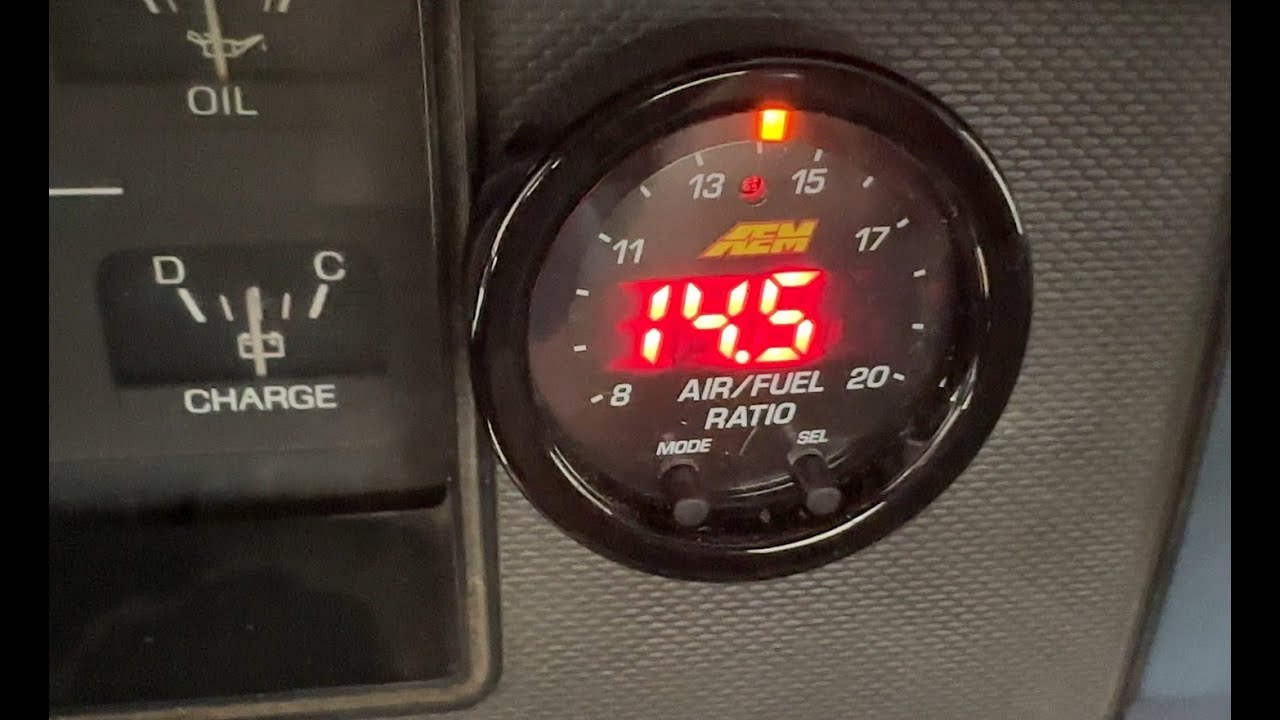 OIL
D C
CHARGE
13 15
11 17
AEM
14.5
8 20
AIR/FUEL
RATIO
MODE SEL